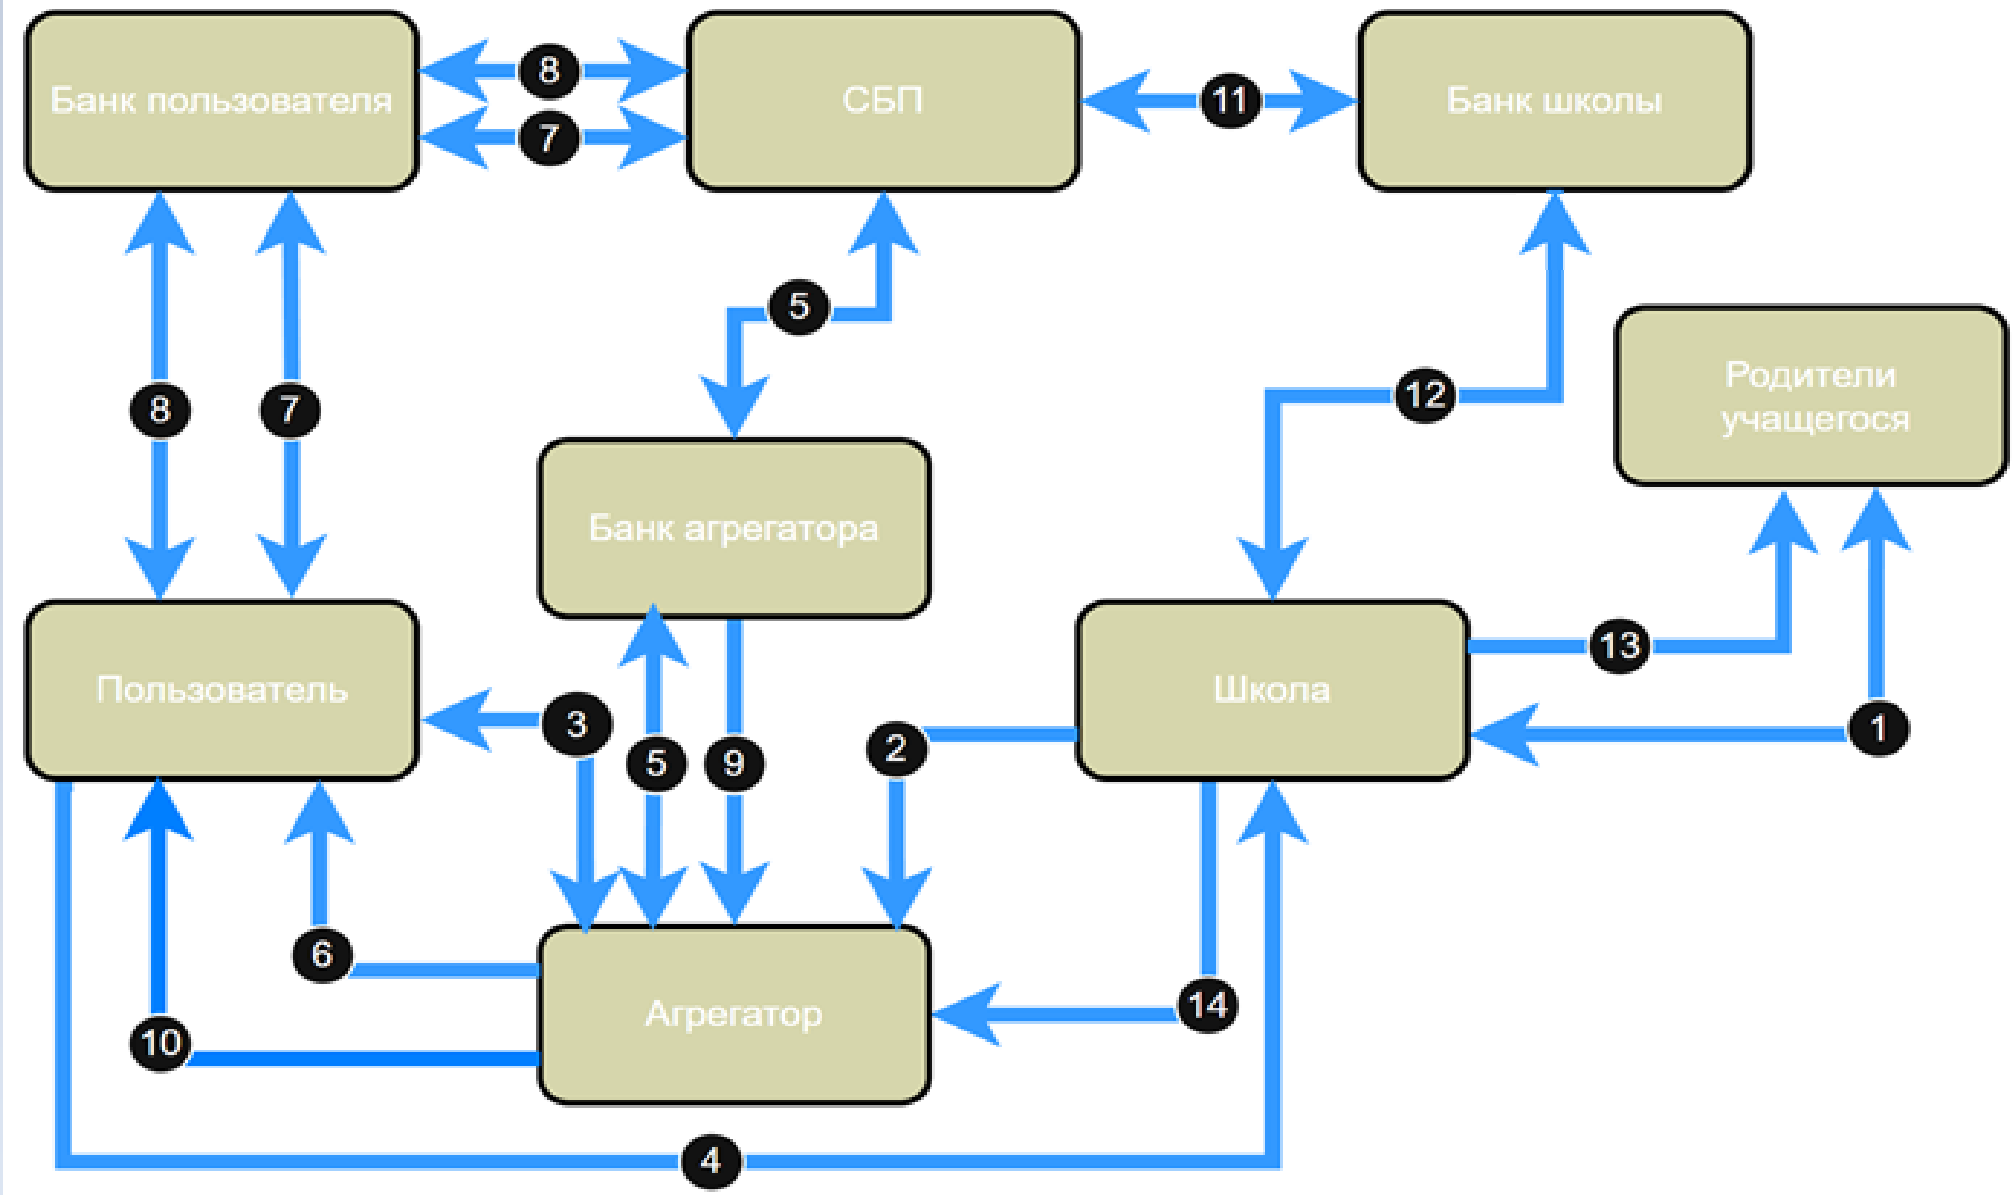 Банк пользователя
8
7
СБП
11
Банк школы
5
12
Родители
учащегося
8
7
Банк агрегатора
Пользователь
3
5
9
2
Школа
13
1
6
10
Агрегатор
14
4